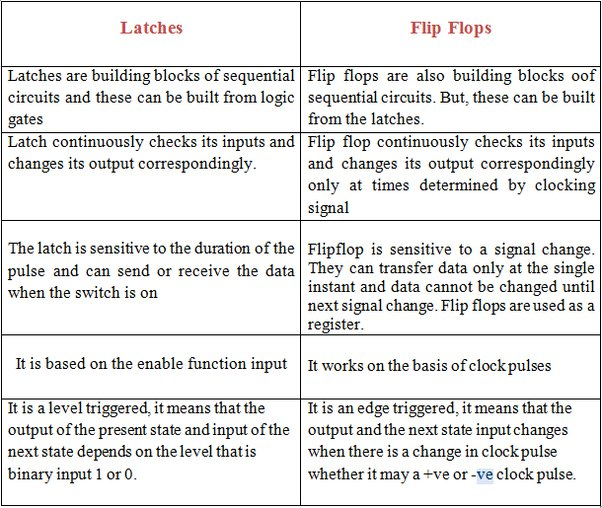 Latches
Flip Flops
Latches are building blocks of sequential
circuits and these can be built from logic
gates
Flip flops are also building blocks oof
sequential circuits. But, these can be built
from the latches.
Latch continuously checks its inputs and
changes its output correspondingly.
Flip flop continuously checks its inputs
and changes its output correspondingly
only at times determined by clocking
signal
The latch is sensitive to the duration of the
pulse and can send or receive the data
when the switch is on
Flipflop is sensitive to a signal change.
They can transfer data only at the single
instant and data cannot be changed until
next signal change. Flip flops are used as a
register.
It is based on the enable function input
It works on the basis of clock pulses
It is a level triggered, it means that the
output of the present state and input of the
next state depends on the level that is
binary input 1 or 0.
It is an edge triggered, it means that the
output and the next state input changes
when there is a change in clock pulse
whether it may a +ve or -ve clock pulse.